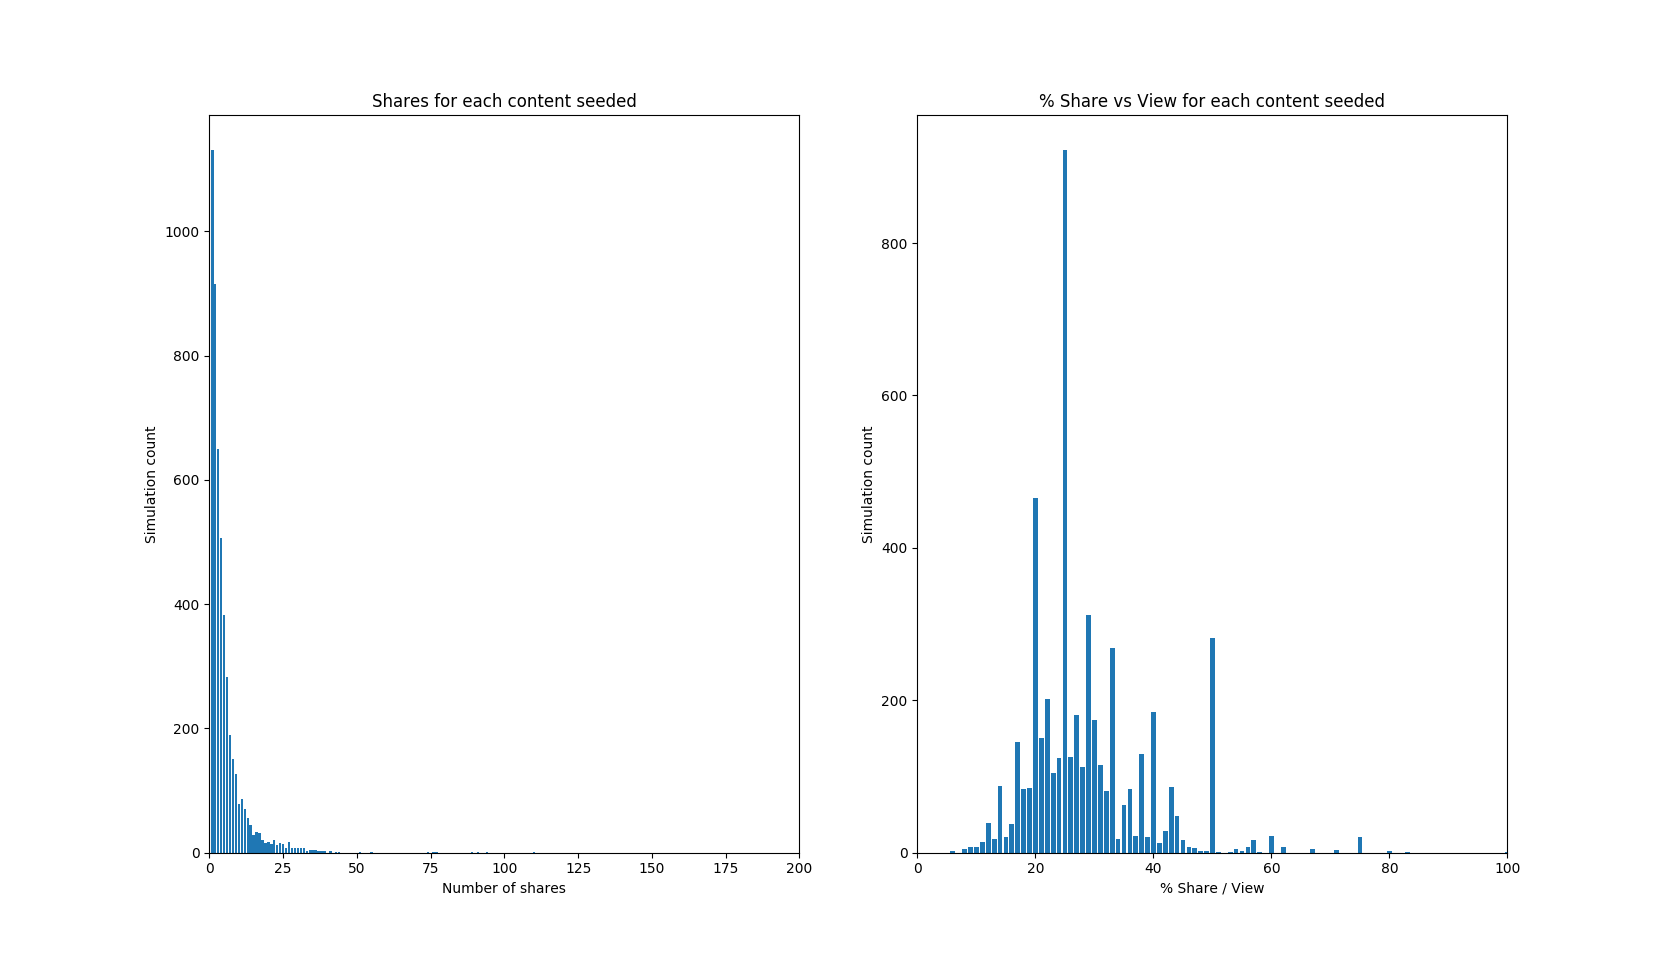 Shares for each content seeded
1000
800
600
400
200
0
Simulation count
0 25 50 75 100 125 150 175 200
Number of shares
% Share vs View for each content seeded
800
600
400
200
0
Simulation count
0 20 40 60 80 100
% Share / View